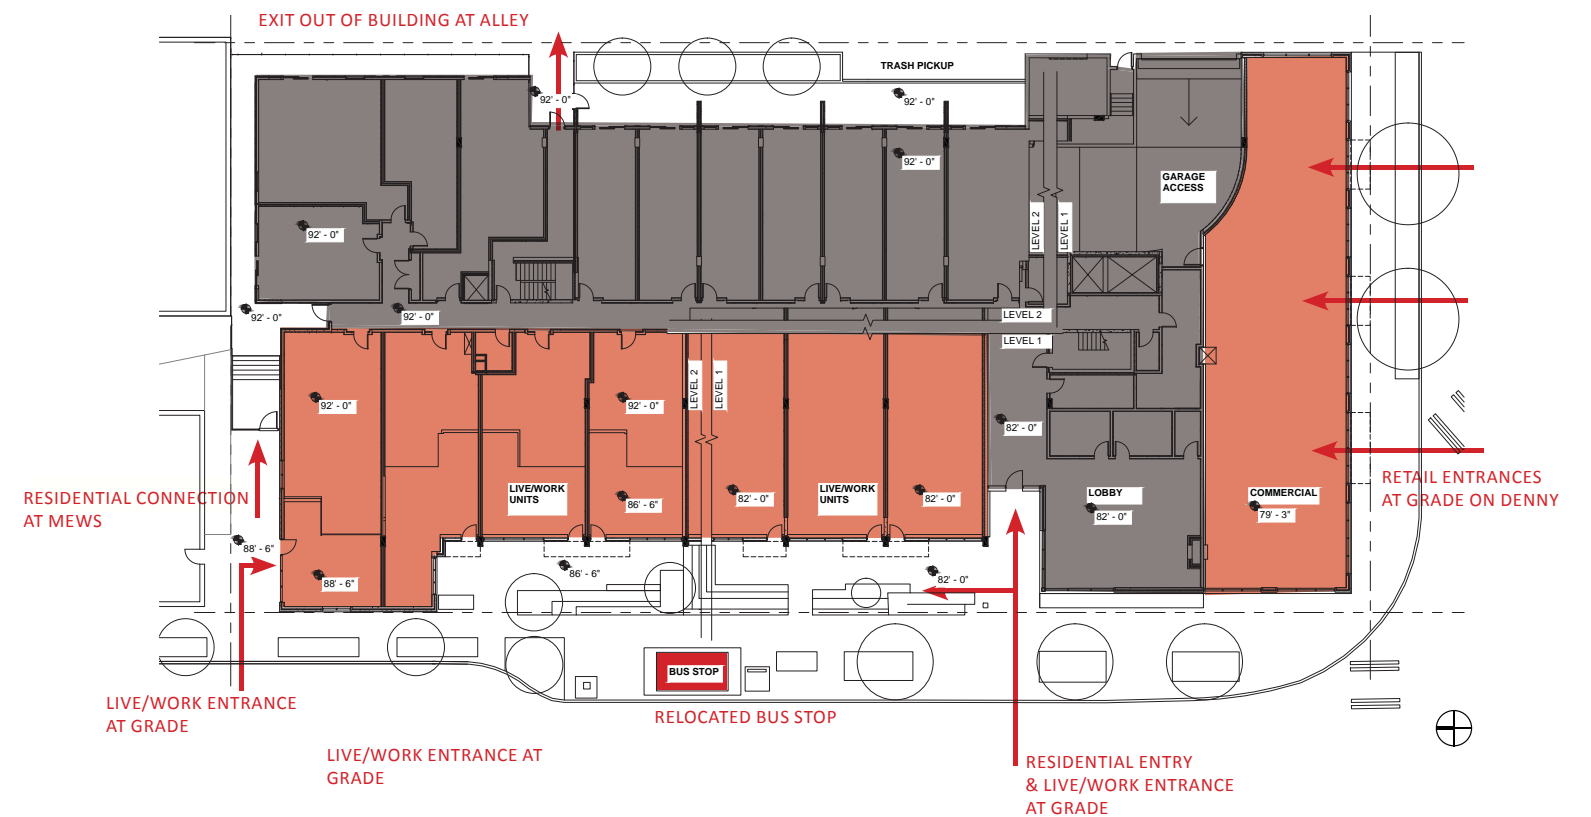 EXIT OUT OF BUILDING AT ALLEY
TRASH PICKUP
92' - 0"
92' - 0"
92' - 0"
GARAGE
ACCESS
92' - 0"
LEVEL 2
LEVEL 1
92' - 0"
92' - 0"
LEVEL 2
LEVEL 1
LEVEL 2
LEVEL 1
92' - 0"
92' - 0"
82' - 0"
LIVE/WORK
UNITS
86' - 6"
82' - 0"
LIVE/WORK
UNITS
82' - 0"
LOBBY
82' - 0"
COMMERCIAL
79' - 3"
RETAIL ENTRANCES
AT GRADE ON DENNY
RESIDENTIAL CONNECTION
AT MEWS
88' - 6"
88' - 6"
86' - 6"
82' - 0"
BUS STOP
RELOCATED BUS STOP
LIVE/WORK ENTRANCE
AT GRADE
LIVE/WORK ENTRANCE AT
GRADE
RESIDENTIAL ENTRY
& LIVE/WORK ENTRANCE
AT GRADE